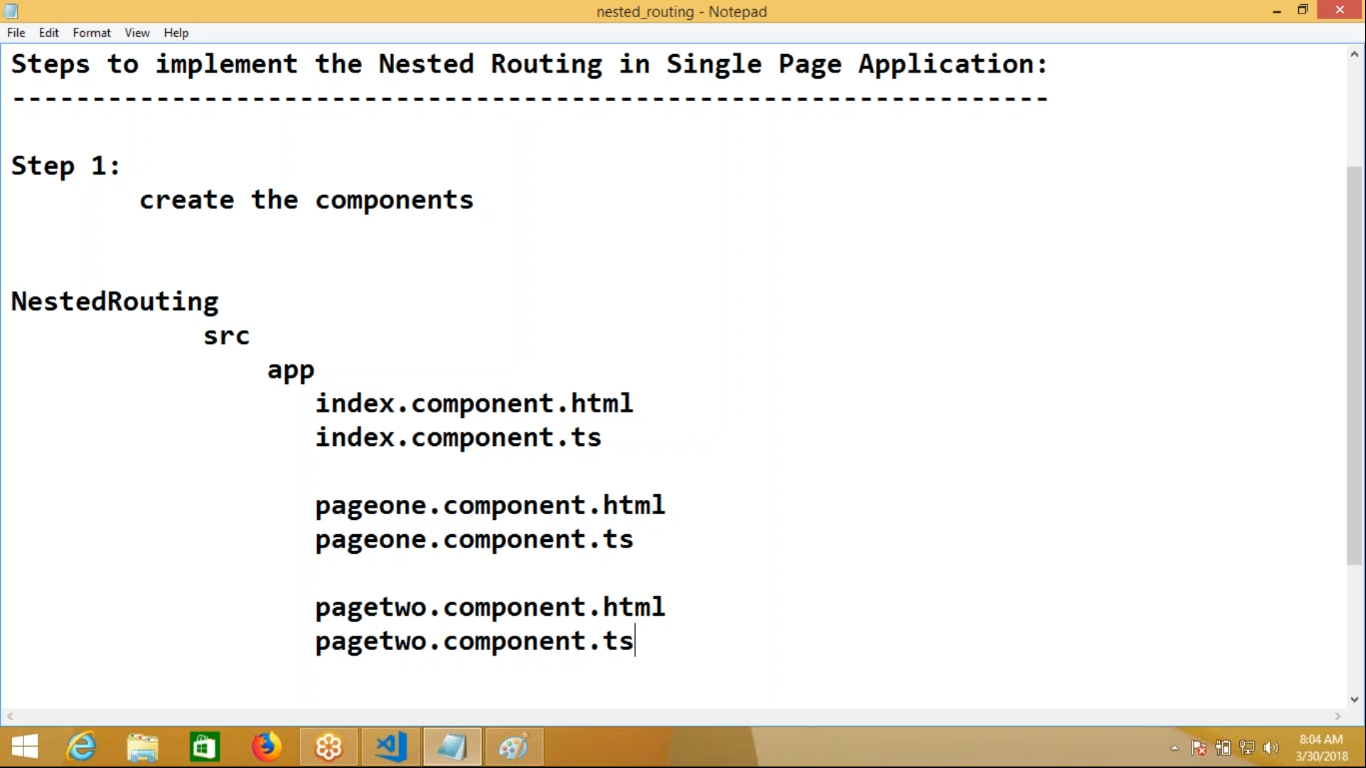 nested_routing - Notepad
File Edit Format View Help
Steps to implement the Nested Routing in Single Page Application:
-----------------------------------------------------------------
Step 1:
create the components
NestedRouting
src
app
index.component.html
index.component.ts
pageone.component.html
pageone.component.ts
pagetwo.component.html
pagetwo.component.ts
8:04 AM
3/30/2018